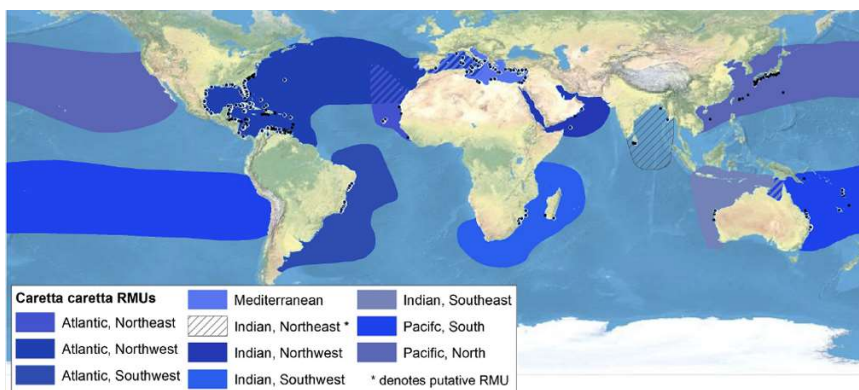 Caretta caretta RMUs
Atlantic, Northeast
Atlantic, Northwest
Atlantic, Southwest
Mediterranean
Indian, Northeast *
Indian, Northwest
Indian, Southwest
Indian, Southeast
Pacifc, South
Pacific, North
* denotes putative RMU